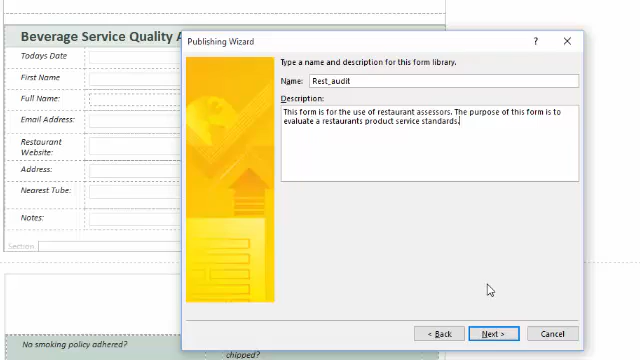 Beverage Service Quality A
Todays Date
First Name
Full Name:
Email Address:
Restaurant
Website:
Address:
Nearest Tube:
Notes:
Section
No smoking policy adhered?
chipped?
Publishing Wizard
?
Type a name and description for this form library.
Name:
Rest_audit
Description:
This form is for the use of restaurant assessors. The purpose of this form is to
evaluate a restaurants product service standards.
< Back
Next >
Cancel